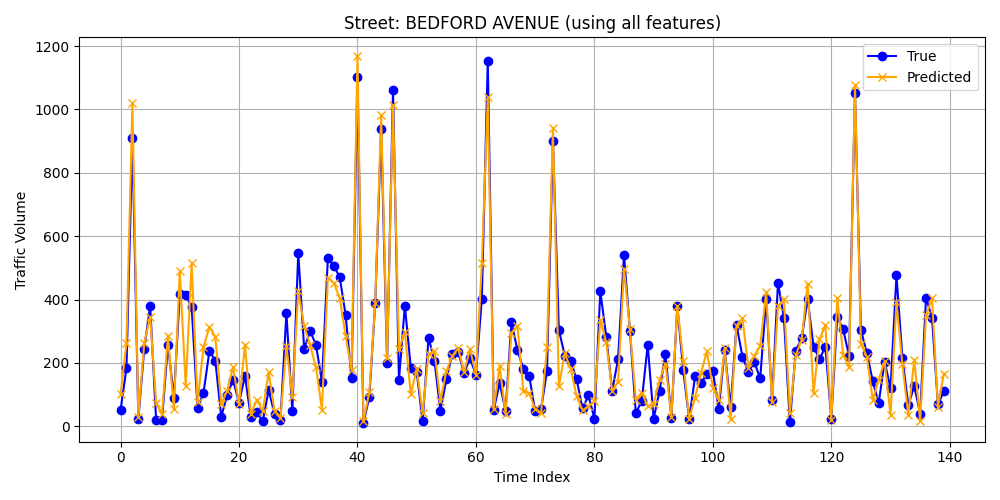 Street: BEDFORD AVENUE (using all features)
True
Predicted
Traffic Volume
1200
1000
800
600
400
200
0
0 20 40 60 80 100 120 140
Time Index